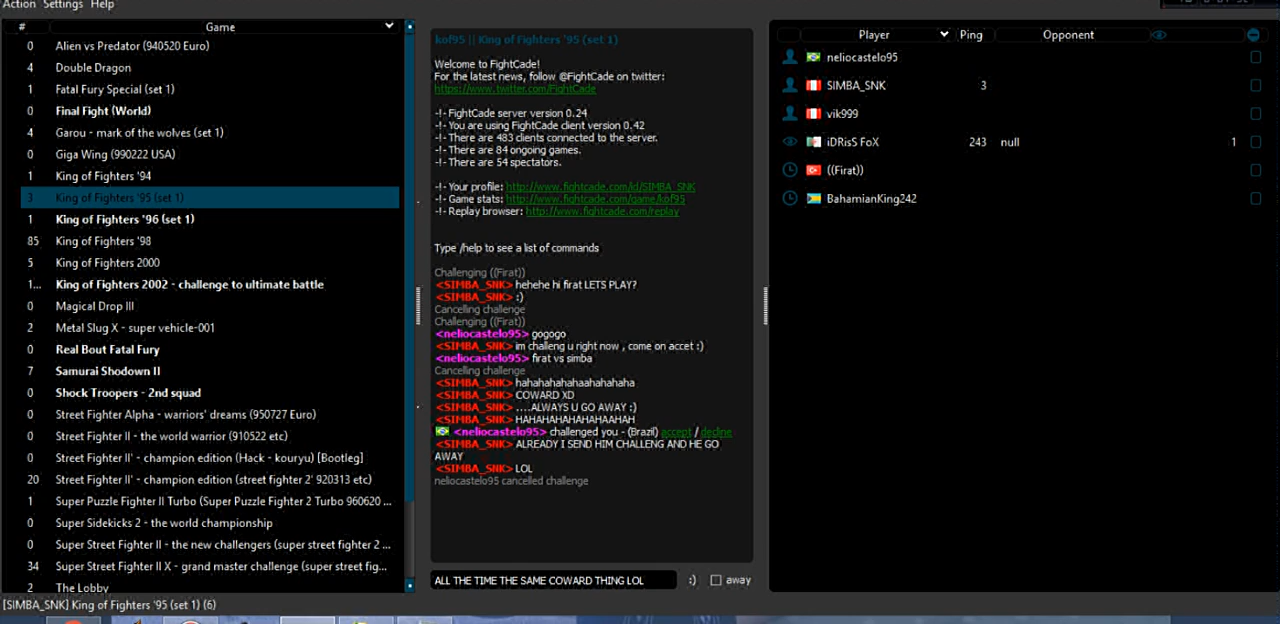 Action Settings Help
# Game
0 Alien vs Predator (940520 Euro)
4 Double Dragon
1 Fatal Fury Special (set 1)
0 Final Fight (World)
4 Garou - mark of the wolves (set 1)
0 Giga Wing (990222 USA)
1 King of Fighters '94
3 King of Fighters '95 (set 1)
1 King of Fighters '96 (set 1)
85 King of Fighters '98
5 King of Fighters 2000
1... King of Fighters 2002 - challenge to ultimate battle
0 Magical Drop III
2 Metal Slug X - super vehicle-001
0 Real Bout Fatal Fury
7 Samurai Shodown II
0 Shock Troopers - 2nd squad
0 Street Fighter Alpha - warriors' dreams (950727 Euro)
0 Street Fighter II - the world warrior (910522 etc)
0 Street Fighter II' - champion edition (Hack - kouryu) [Bootleg]
20 Street Fighter II' - champion edition (street fighter 2' 920313 etc)
1 Super Puzzle Fighter II Turbo (Super Puzzle Fighter 2 Turbo 960620 ...
0 Super Sidekicks 2 - the world championship
0 Super Street Fighter II - the new challengers (super street fighter 2 ...
34 Super Street Fighter II X - grand master challenge (super street fig...
2 The Lobby
[SIMBA_SNK] King of Fighters '95 (set 1) (6)
kof95 || King of Fighters '95 (set 1)
Welcome to FightCade!
For the latest news, follow @FightCade on twitter:
https://www.twitter.com/FightCade
-!- FightCade server version 0.24
-!- You are using FightCade client version 0.42
-!- There are 483 clients connected to the server.
-!- There are 84 ongoing games.
-!- There are 54 spectators.
-!- Your profile: http://www.fightcade.com/id/SIMBA_SNK
-!- Game stats: http://www.fightcade.com/game/kof95
-!- Replay browser: http://www.fightcade.com/replay
Type /help to see a list of commands
Challenging ((Firat))
<SIMBA_SNK> hehehe hi firat LETS PLAY?
<SIMBA_SNK> :)
Cancelling challenge
Challenging ((Firat))
<neliocastelo95> gogogo
<SIMBA_SNK> im challeng u right now , come on accet :)
<neliocastelo95> firat vs simba
Cancelling challenge
<SIMBA_SNK> hahahahahahaahahahaha
<SIMBA_SNK> COWARD XD
<SIMBA_SNK> ....ALWAYS U GO AWAY :)
<SIMBA_SNK> HAHAHAHAHAHAHAAHAH
<neliocastelo95> challenged you - (Brazil) accept / decline
<SIMBA_SNK> ALREADY I SEND HIM CHALLENG AND HE GO
AWAY
<SIMBA_SNK> LOL
neliocastelo95 cancelled challenge
ALL THE TIME THE SAME COWARD THING LOL :) away
Player Ping Opponent
neliocastelo95
SIMBA_SNK 3
vik999
iDRisS FoX 243 null 1
((Firat))
BahamianKing242